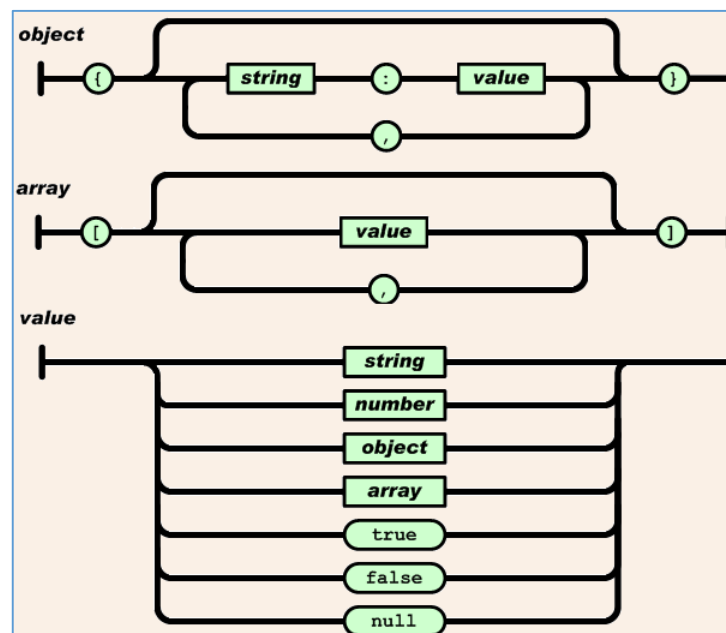 object
{ string : value }
,
array
[ value ]
,
value
string
number
object
array
true
false
null